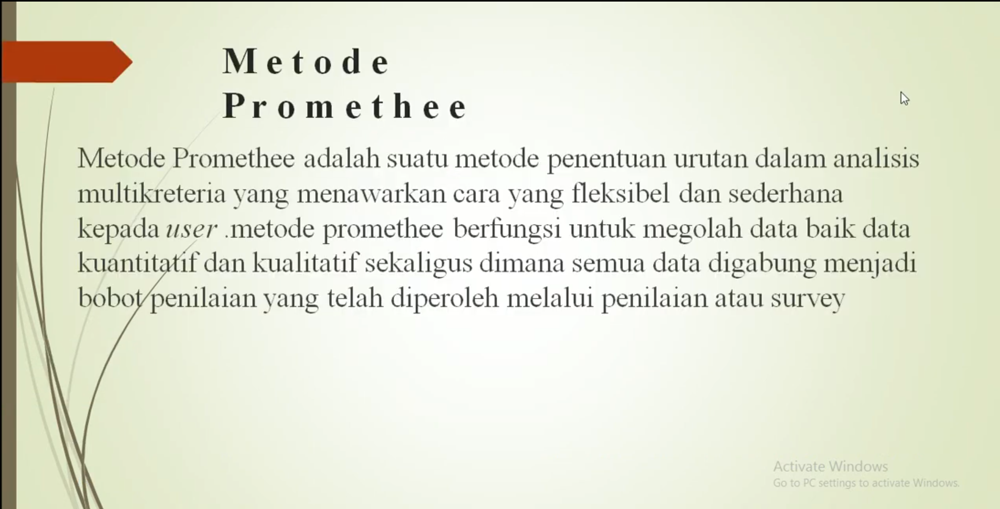 Metode
Promethee
Metode Promethee adalah suatu metode penentuan urutan dalam analisis
multikreteria yang menawarkan cara yang fleksibel dan sederhana
kepada user .metode promethee berfungsi untuk megolah data baik data
kuantitatif dan kualitatif sekaligus dimana semua data digabung menjadi
bobot penilaian yang telah diperoleh melalui penilaian atau survey
Activate Windows
Go to PC settings to activate Windows.